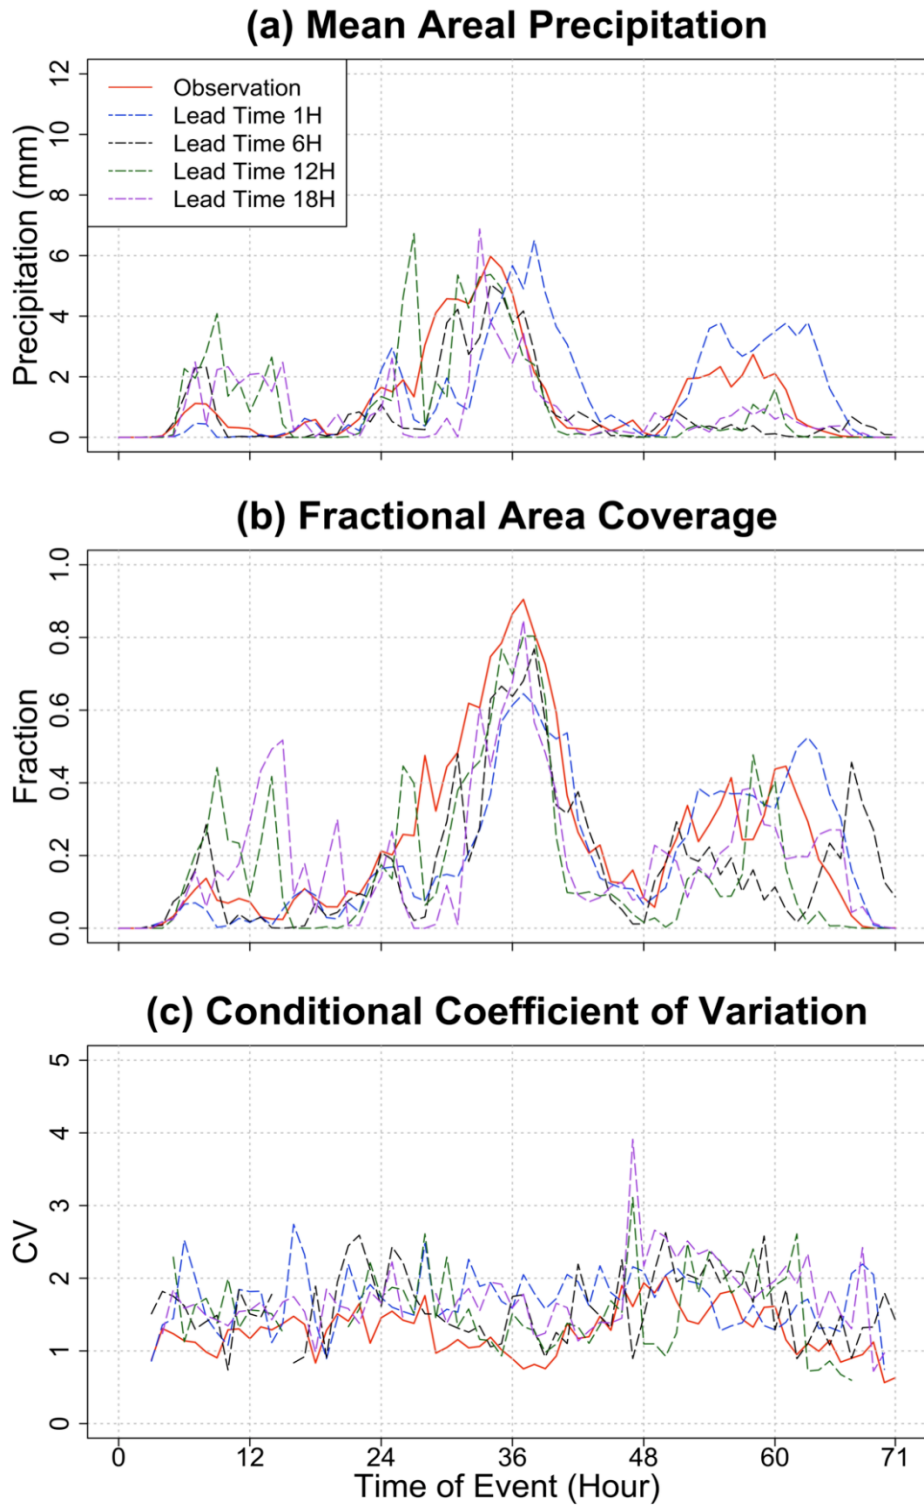 (a) Mean Areal Precipitation
Precipitation (mm)
12
10
8
6
4
2
0
Observation
Lead Time 1H
Lead Time 6H
Lead Time 12H
Lead Time 18H
(b) Fractional Area Coverage
Fraction
1.0
0.8
0.6
0.4
0.2
0.0
(c) Conditional Coefficient of Variation
CV
5
4
3
2
1
0
0 12 24 36 48 60 71
Time of Event (Hour)